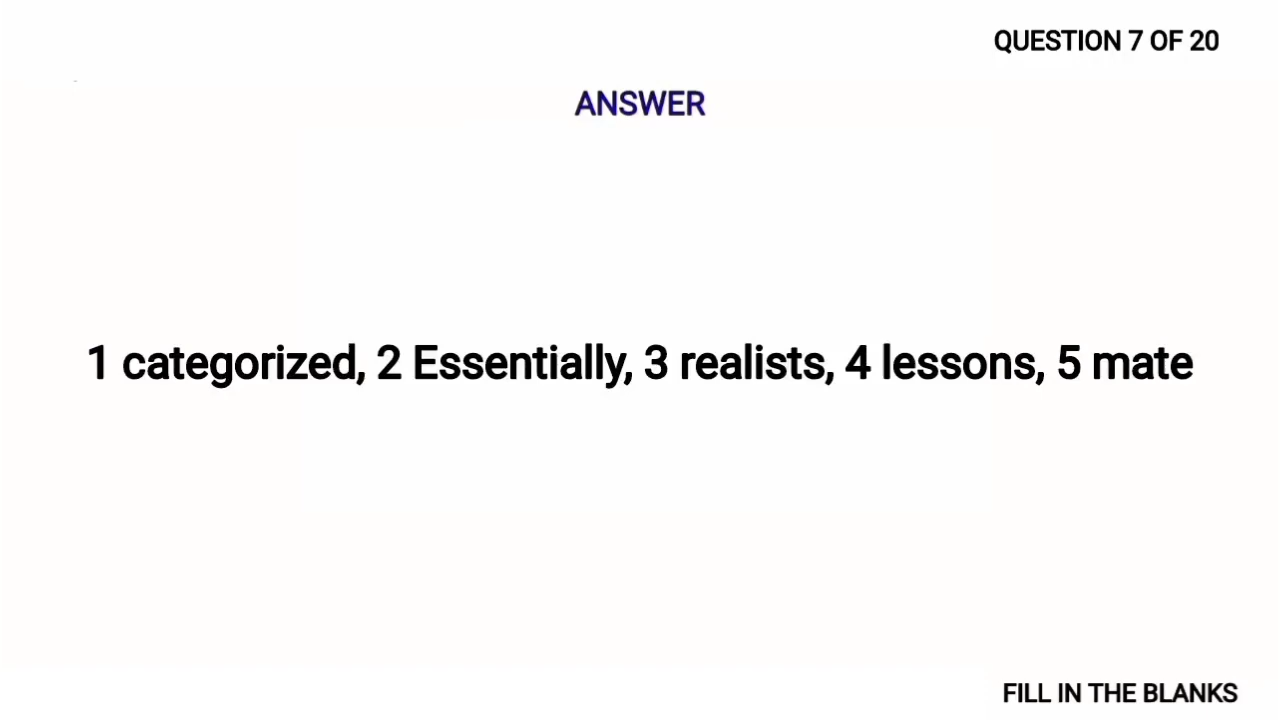 QUESTION 7 OF 20
ANSWER
1 categorized, 2 Essentially, 3 realists, 4 lessons, 5 mate
FILL IN THE BLANKS